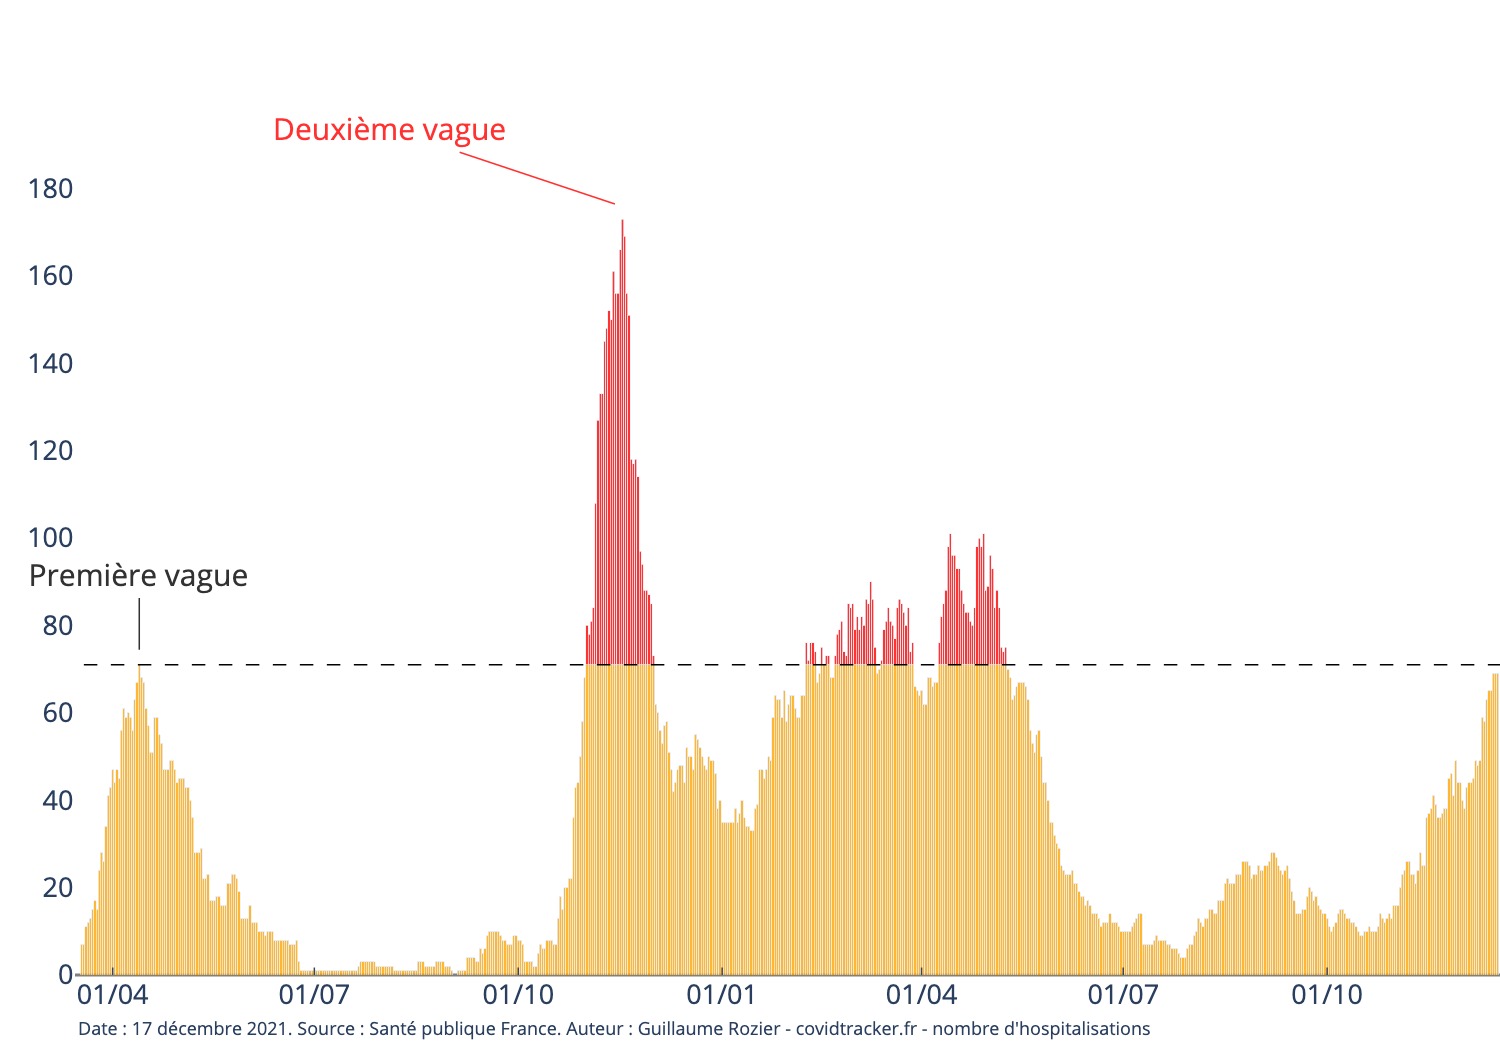 Deuxième vague
180
160
140
120
100
Première vague
80
60
40
20
0
01/04 01/07 01/10 01/01 01/04 01/07 01/10
Date : 17 décembre 2021. Source : Santé publique France. Auteur : Guillaume Rozier - covidtracker.fr - nombre d'hospitalisations